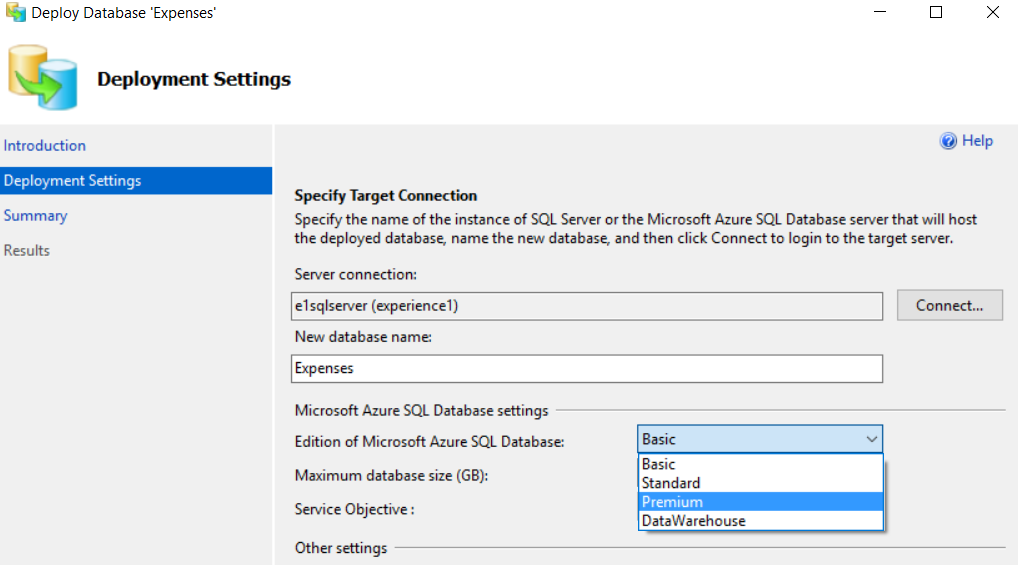 Deploy Database 'Expenses'
Deployment Settings
Introduction
Deployment Settings
Summary
Results
Help
Specify Target Connection
Specify the name of the instance of SQL Server or the Microsoft Azure SQL Database server that will host
the deployed database, name the new database, and then click Connect to login to the target server.
Server connection:
e1sqlserver (experience1)
Connect...
New database name:
Expenses
Microsoft Azure SQL Database settings
Edition of Microsoft Azure SQL Database:
Basic
Basic
Standard
Premium
DataWarehouse
Maximum database size (GB):
Service Objective :
Other settings